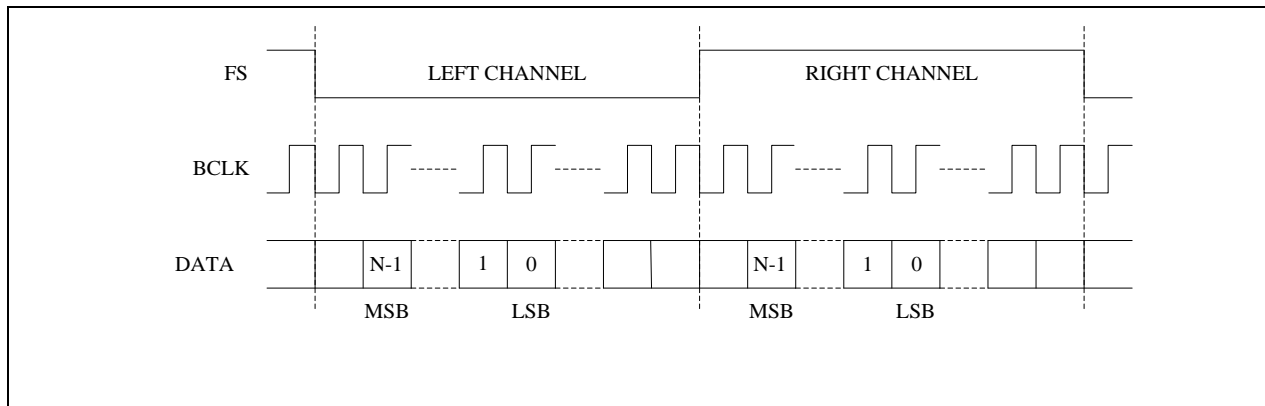 FS LEFT CHANNEL RIGHT CHANNEL
BCLK
DATA N-1 1 0 N-1 1 0
MSB LSB MSB LSB